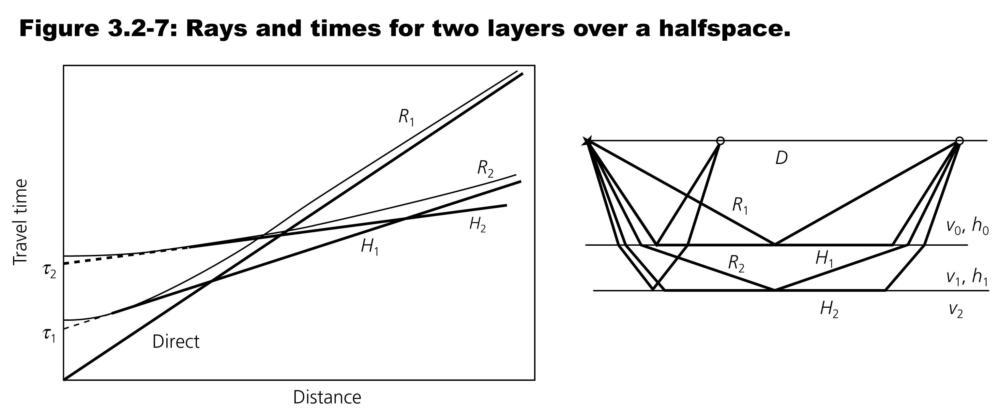 Figure 3.2-7: Rays and times for two layers over a halfspace.
Travel time
τ2
τ1
R1
R2
H2
H1
Direct
Distance
D
R1
v0, h0
R2
H1
v1, h1
H2
v2